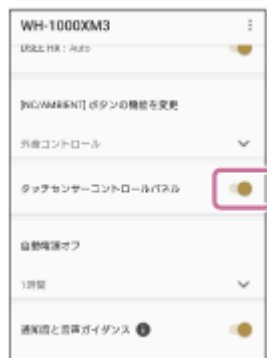 WH-1000XM3
DSEE HX : Auto
[NC/AMBIENT] ボタンの機能を変更
外音コントロール
タッチセンサーコントロールパネル
自動電源オフ
1時間
通知音と音声ガイダンス